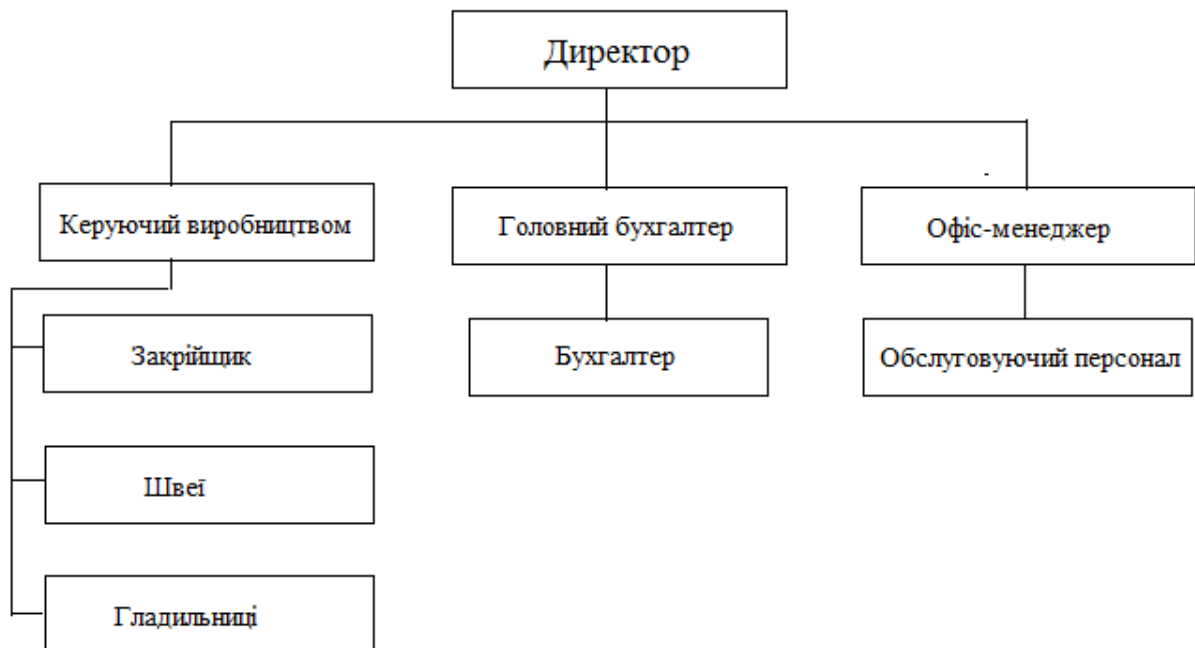 Директор
Керуючий виробництвом
Головний бухгалтер
Офіс-менеджер
Закрійщик
Бухгалтер
Обслуговуючий персонал
Швеї
Гладильниці